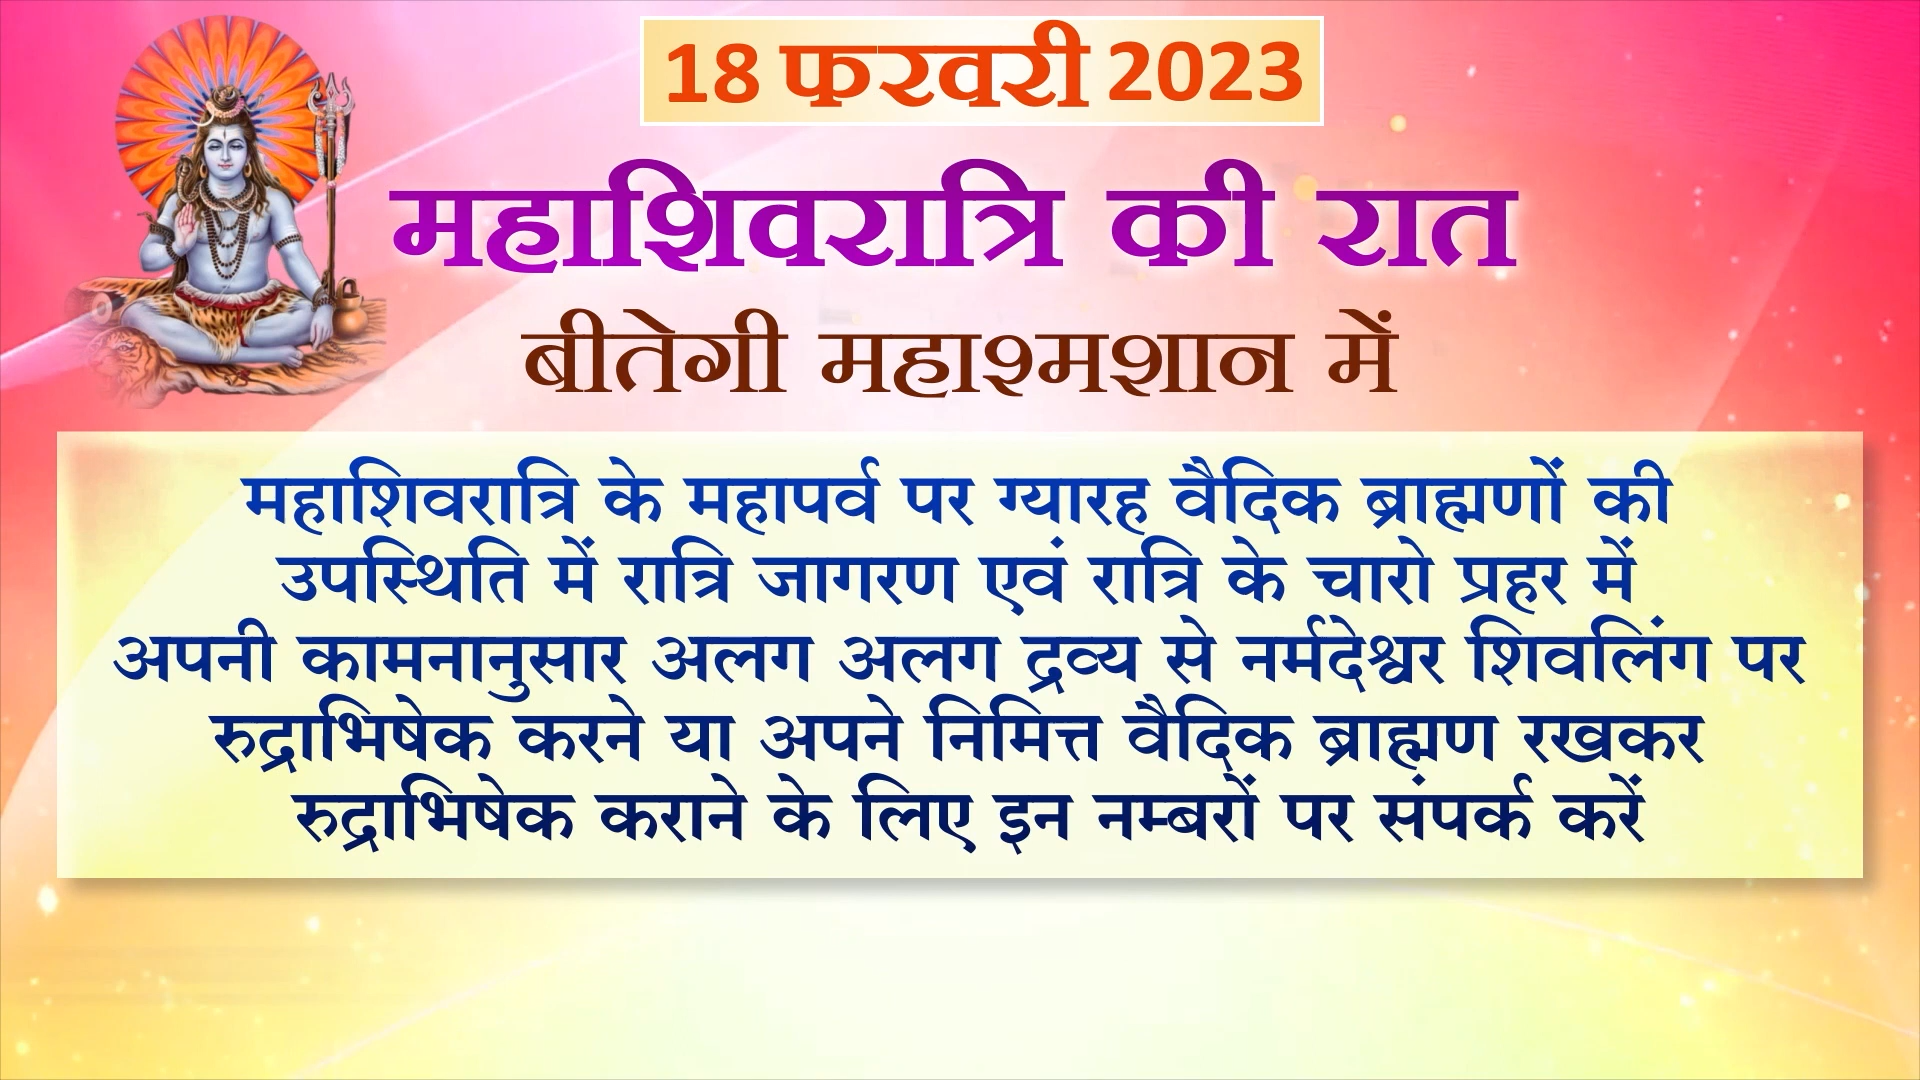 18 फरवरी 2023
महाशिवरात्रि की रात
बीतेगी महाश्मशान में
महाशिवरात्रि के महापर्व पर ग्यारह वैदिक ब्राह्मणों की
उपस्थिति में रात्रि जागरण एवं रात्रि के चारो प्रहर में
अपनी कामनानुसार अलग अलग द्रव्य से नर्मदेश्वर शिवलिंग पर
रुद्राभिषेक करने या अपने निमित्त वैदिक ब्राह्मण रखकर
रुद्राभिषेक कराने के लिए इन नम्बरों पर संपर्क करें